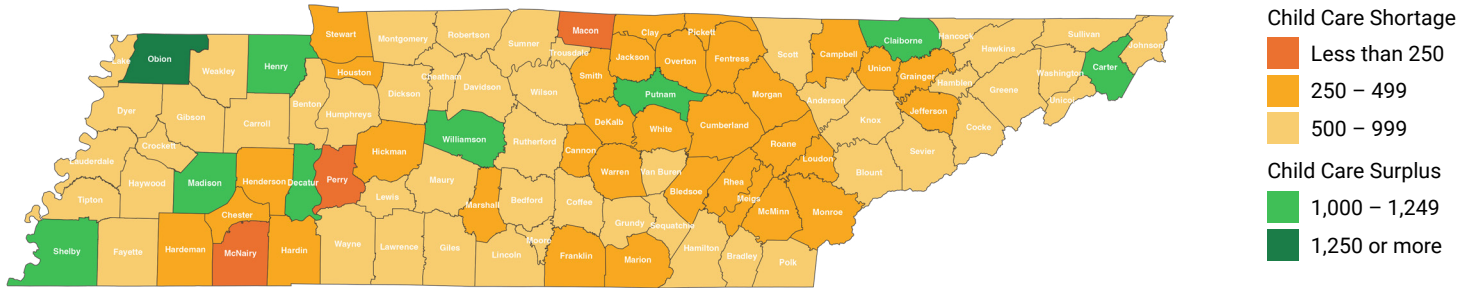 Stewart
Montgomery
Robertson
Sumner
Macon
Trousdale
Clay
Pickett
Scott
Campbell
Claiborne
Hancock
Hawkins
Sullivan
Johnson
Lake
Obion
Weakley
Henry
Houston
Cheatham
Davidson
Wilson
Smith
Jackson
Overton
Fentress
Union
Grainger
Hamblen
Greene
Washington
Carter
Unicoi
Dyer
Gibson
Carroll
Benton
Humphreys
Dickson
Williamson
Rutherford
DeKalb
Putnam
White
Cumberland
Morgan
Anderson
Knox
Jefferson
Cocke
Sevier
Lauderdale
Crockett
Haywood
Madison
Henderson
Decatur
Perry
Hickman
Maury
Cannon
Warren
Van Buren
Bledsoe
Rhea
Roane
Loudon
Blount
Tipton
Chester
Lewis
Marshall
Bedford
Coffee
Grundy
Sequatchie
Meigs
McMinn
Monroe
Shelby
Fayette
Hardeman
McNairy
Hardin
Wayne
Lawrence
Giles
Lincoln
Moore
Franklin
Marion
Hamilton
Bradley
Polk
Child Care Shortage
Less than 250
250 – 499
500 – 999
Child Care Surplus
1,000 – 1,249
1,250 or more